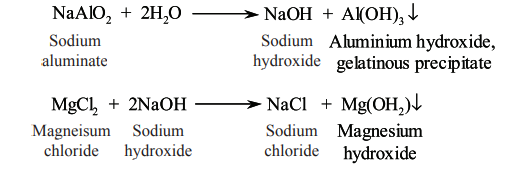 NaAlO₂ + 2H₂O ⟶ NaOH + Al(OH)₃↓
Sodium aluminate Sodium hydroxide Aluminium hydroxide, gelatinous precipitate
MgCl₂ + 2NaOH ⟶ NaCl + Mg(OH₂)↓
Magneisum chloride Sodium hydroxide Sodium chloride Magnesium hydroxide